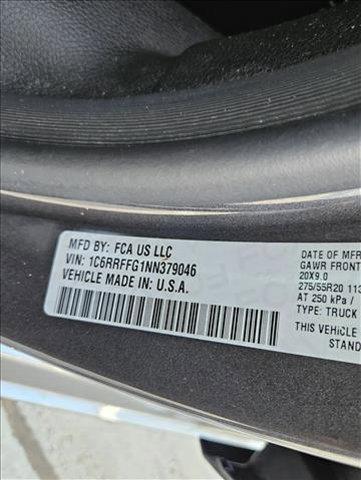 MFD BY: FCA US LLC
VIN: 1C6RRFFG1NN379046
VEHICLE MADE IN: U.S.A.
DATE OF MFR
GAWR FRONT
20X9.0
275/55R20 113
AT 250 kPa /
TYPE: TRUCK
THIS VEHICLE
STAND